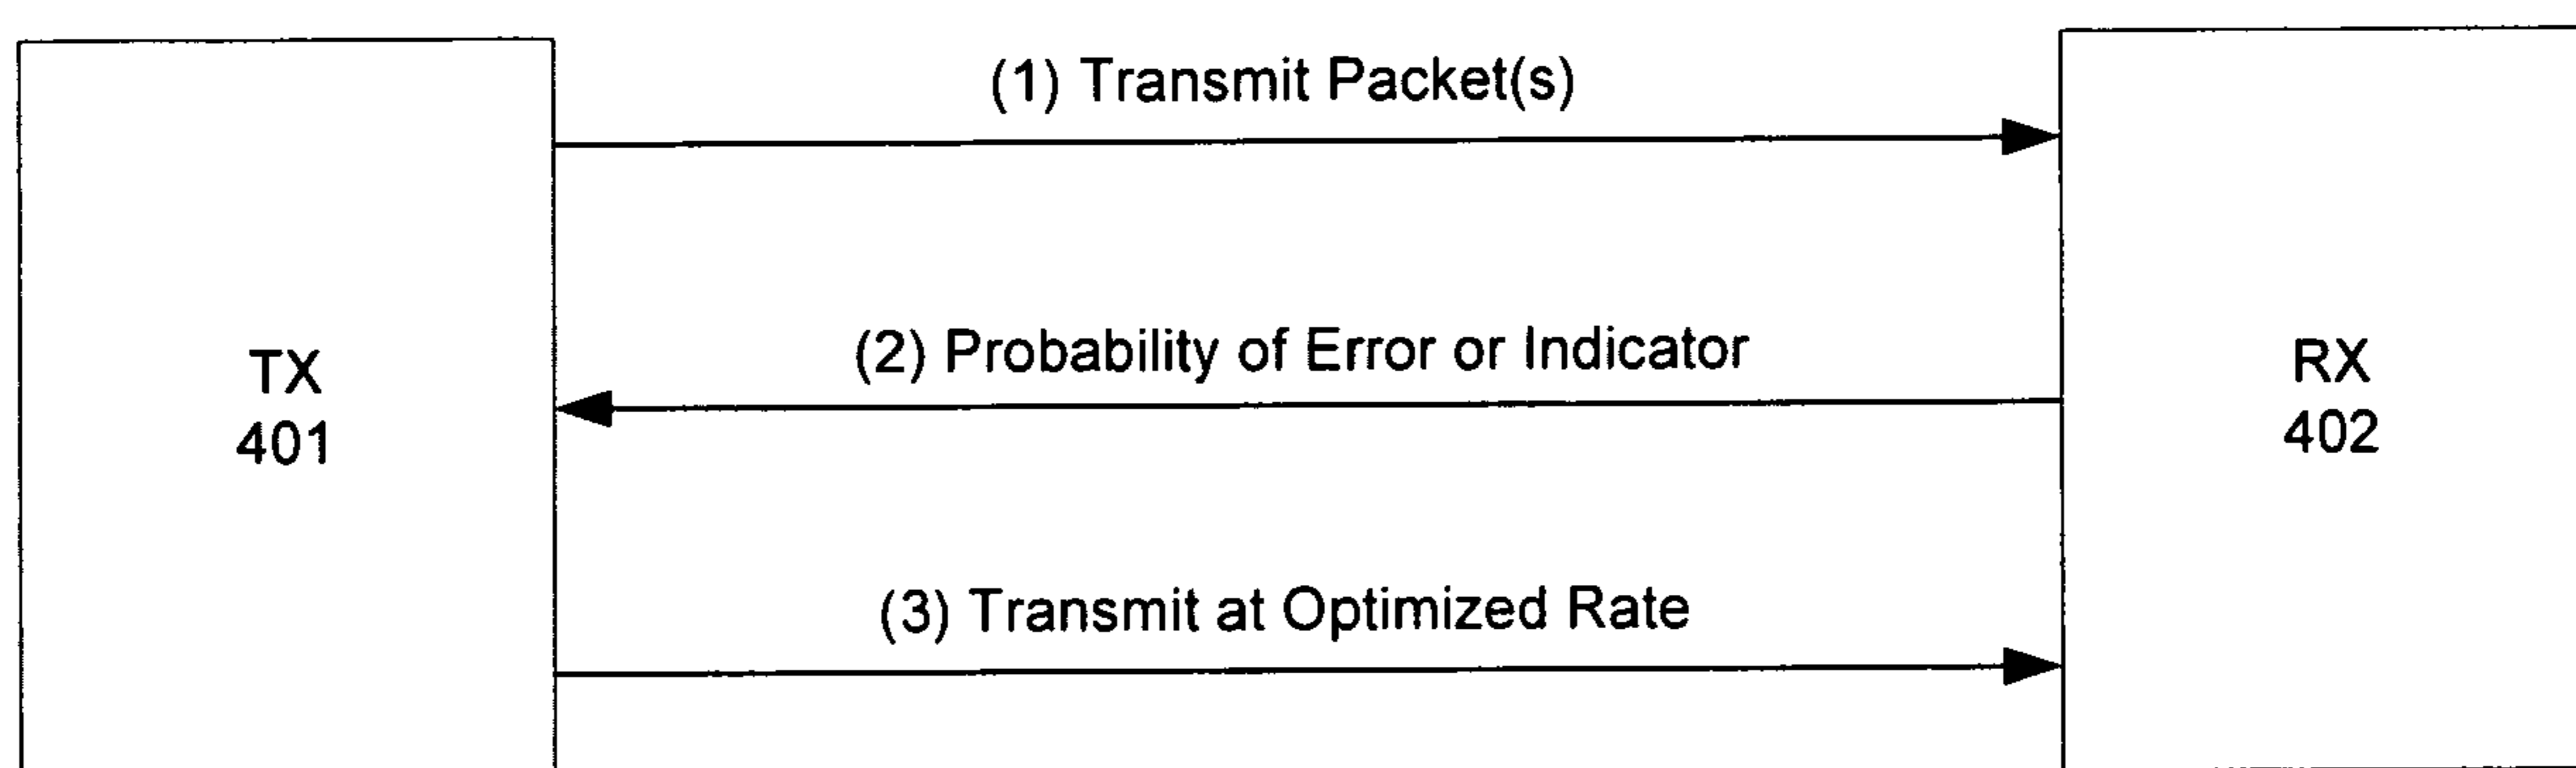 (1) Transmit Packet(s)
(2) Probability of Error or Indicator
TX
401
RX
402
(3) Transmit at Optimized Rate